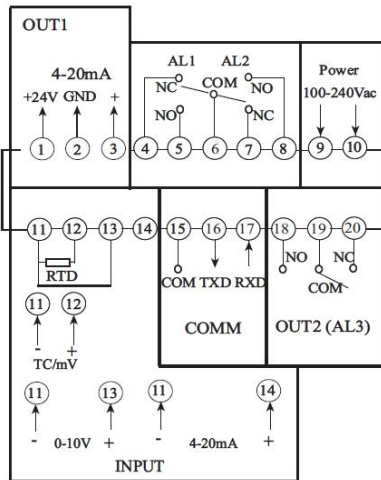 OUT1
4-20mA
+24V GND +
1 2 3
AL1 AL2
NC COM NO
NO NC
4 5 6 7 8
Power
100-240Vac
9 10
11 12 13 14
RTD
11 12
- +
TC/mV
15 16 17
COM TXD RXD
COMM
18 19 20
NO NC
COM
OUT2 (AL3)
11 13 11 14
- 0-10V + - 4-20mA +
INPUT